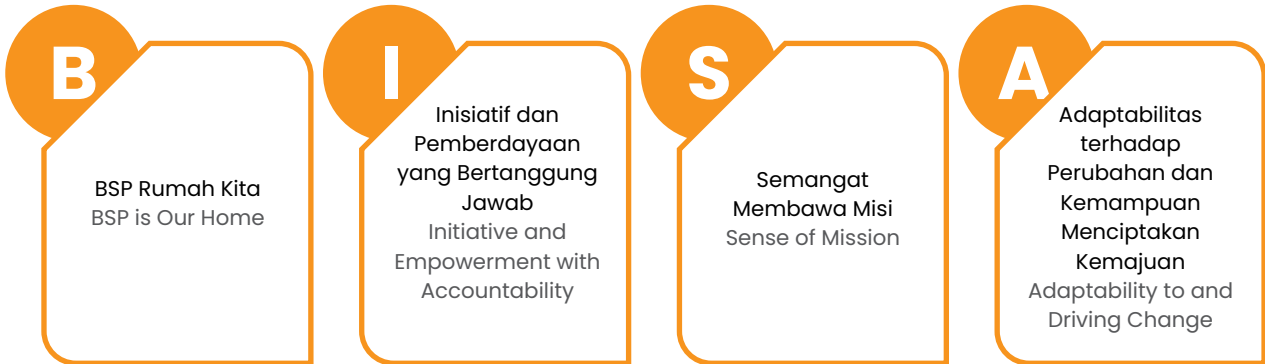 B
BSP Rumah Kita
BSP is Our Home
I
Inisiatif dan
Pemberdayaan
yang Bertanggung
Jawab
Initiative and
Empowerment with
Accountability
S
Semangat
Membawa Misi
Sense of Mission
A
Adaptabilitas
terhadap
Perubahan dan
Kemampuan
Menciptakan
Kemajuan
Adaptability to and
Driving Change